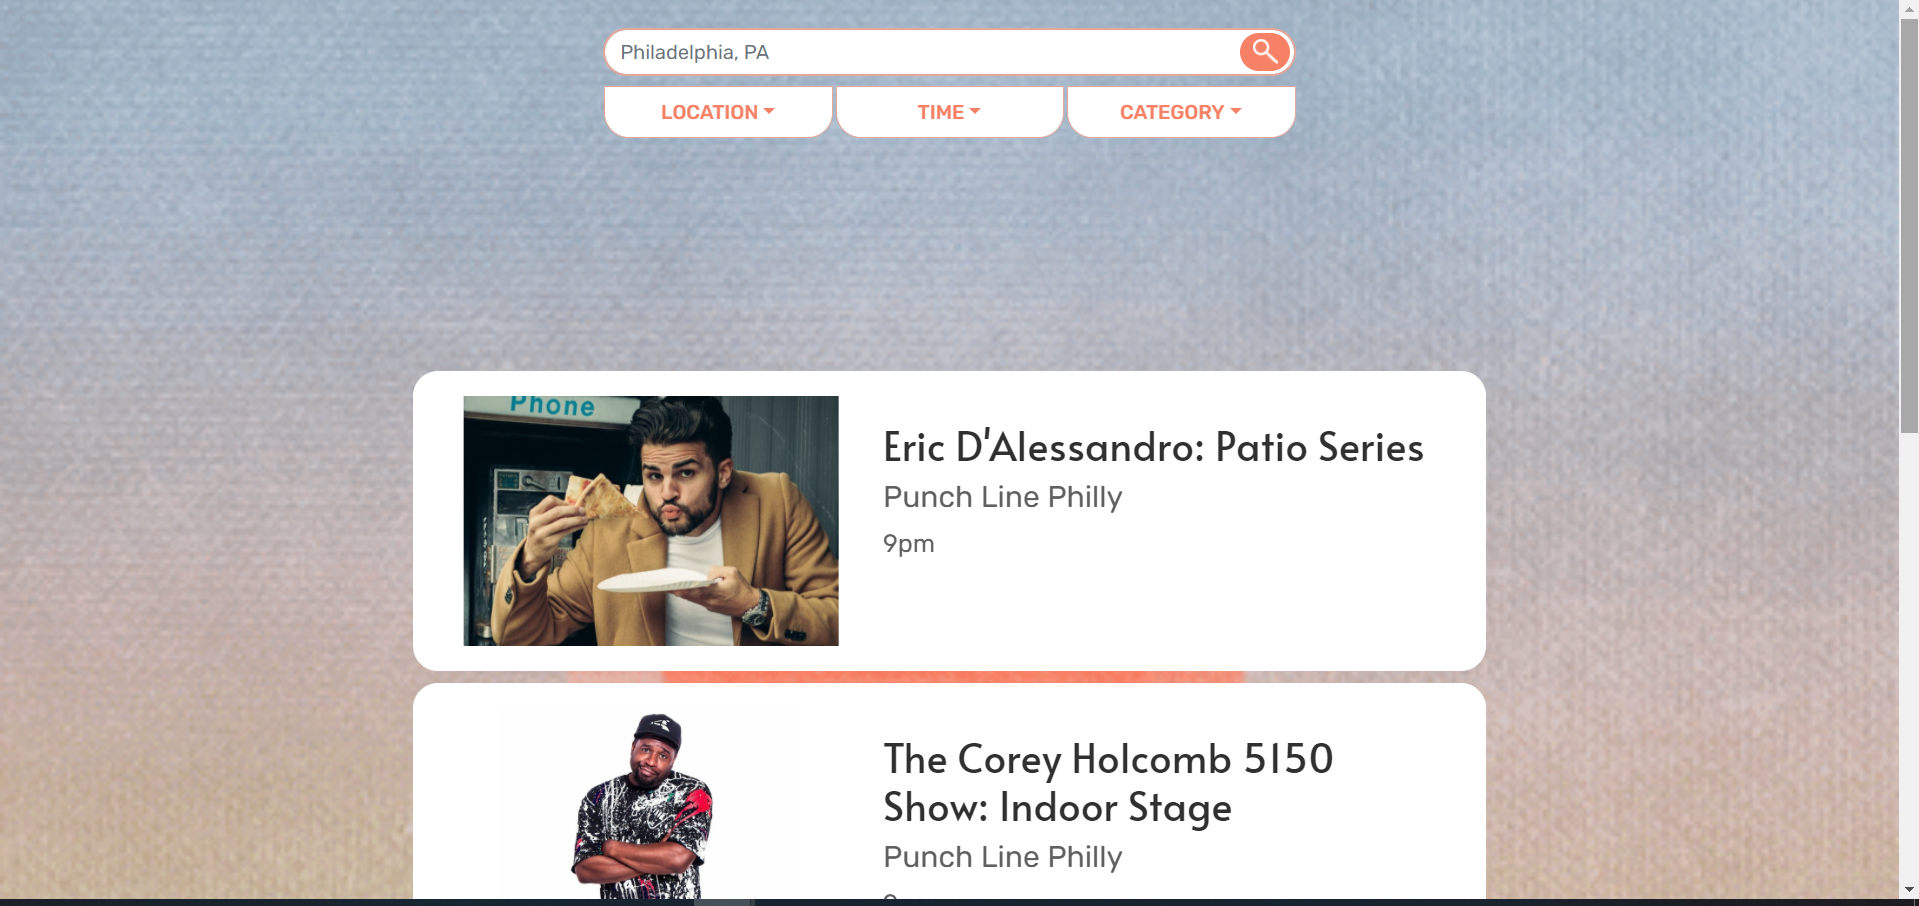 Philadelphia, PA
LOCATION
TIME
CATEGORY
Phone
Eric D'Alessandro: Patio Series
Punch Line Philly
9pm
The Corey Holcomb 5150
Show: Indoor Stage
Punch Line Philly